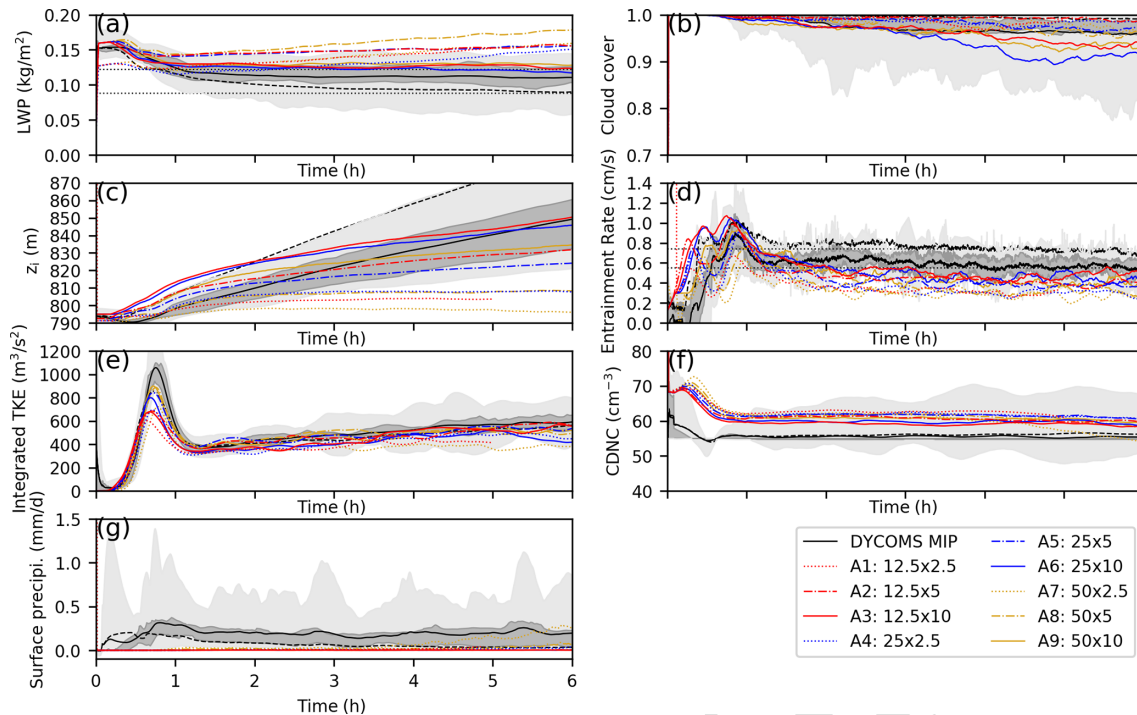 (a)
LWP (kg/m²)
0.20
0.15
0.10
0.05
0.00
Time (h)
(b)
Cloud cover
1.0
0.9
0.8
0.7
Time (h)
(c)
z_i (m)
870
850
840
830
820
810
800
790
Time (h)
(d)
Entrainment Rate (cm/s)
1.4
1.2
1.0
0.8
0.6
0.4
0.2
0.0
Time (h)
(e)
Integrated TKE (m³/s²)
1200
1000
800
600
400
200
0
Time (h)
(f)
CDNC (cm⁻³)
80
70
60
50
40
Time (h)
(g)
Surface precipi. (mm/d)
1.5
1.0
0.5
0.0
0 1 2 3 4 5 6
Time (h)
DYCOMS MIP
A1: 12.5x2.5
A2: 12.5x5
A3: 12.5x10
A4: 25x2.5
A5: 25x5
A6: 25x10
A7: 50x2.5
A8: 50x5
A9: 50x10